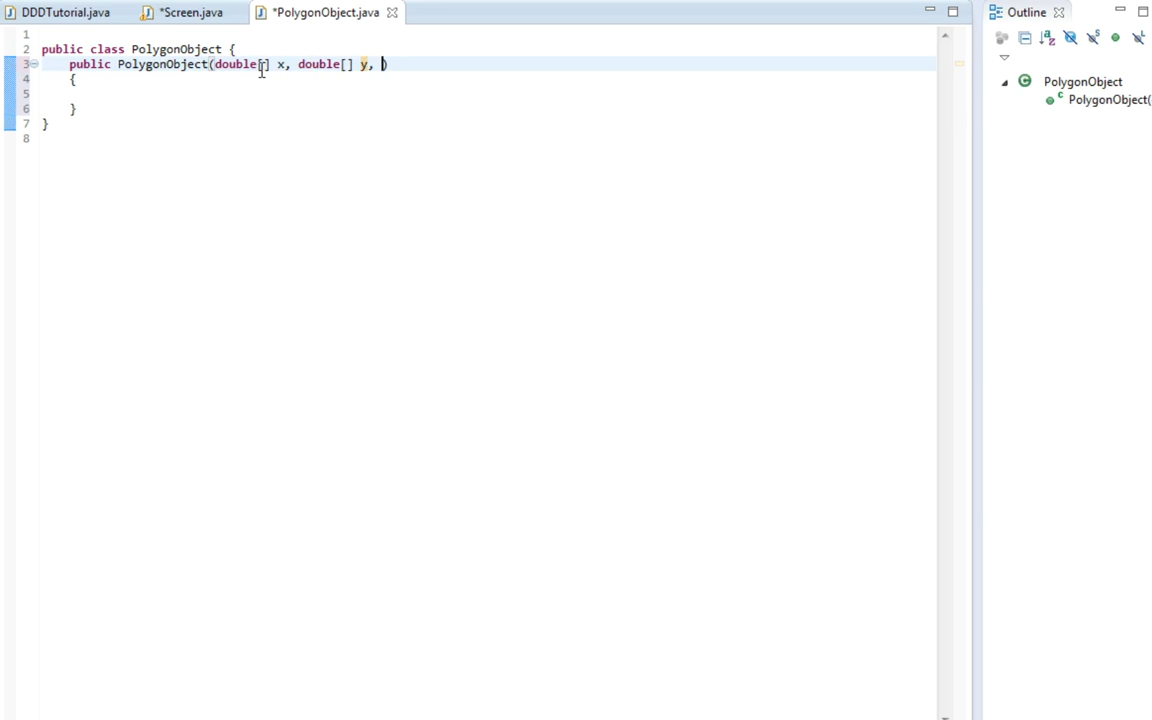 DDDTutorial.java *Screen.java *PolygonObject.java Outline
1
2 public class PolygonObject { PolygonObject
3 public PolygonObject(double[] x, double[] y, ) PolygonObject(
4 {
5
6 }
7 }
8